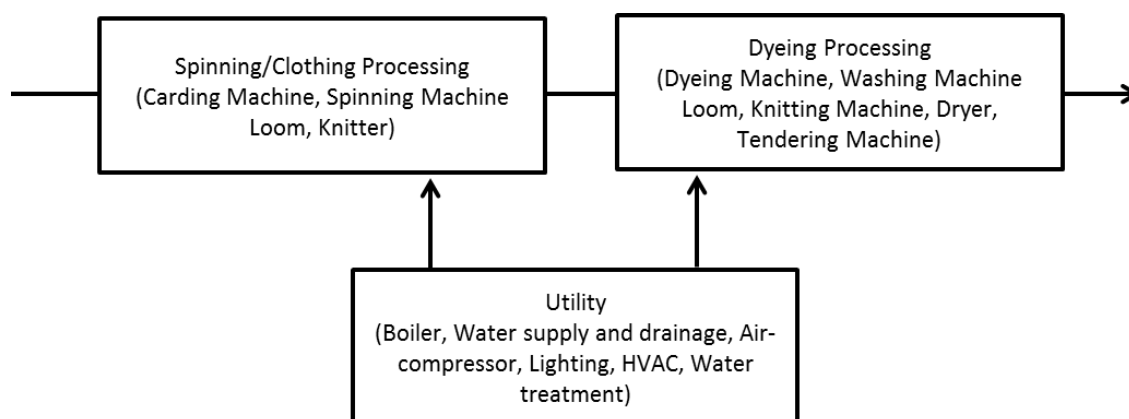 Spinning/Clothing Processing
(Carding Machine, Spinning Machine
Loom, Knitter)
Dyeing Processing
(Dyeing Machine, Washing Machine
Loom, Knitting Machine, Dryer,
Tendering Machine)
Utility
(Boiler, Water supply and drainage, Air-
compressor, Lighting, HVAC, Water
treatment)